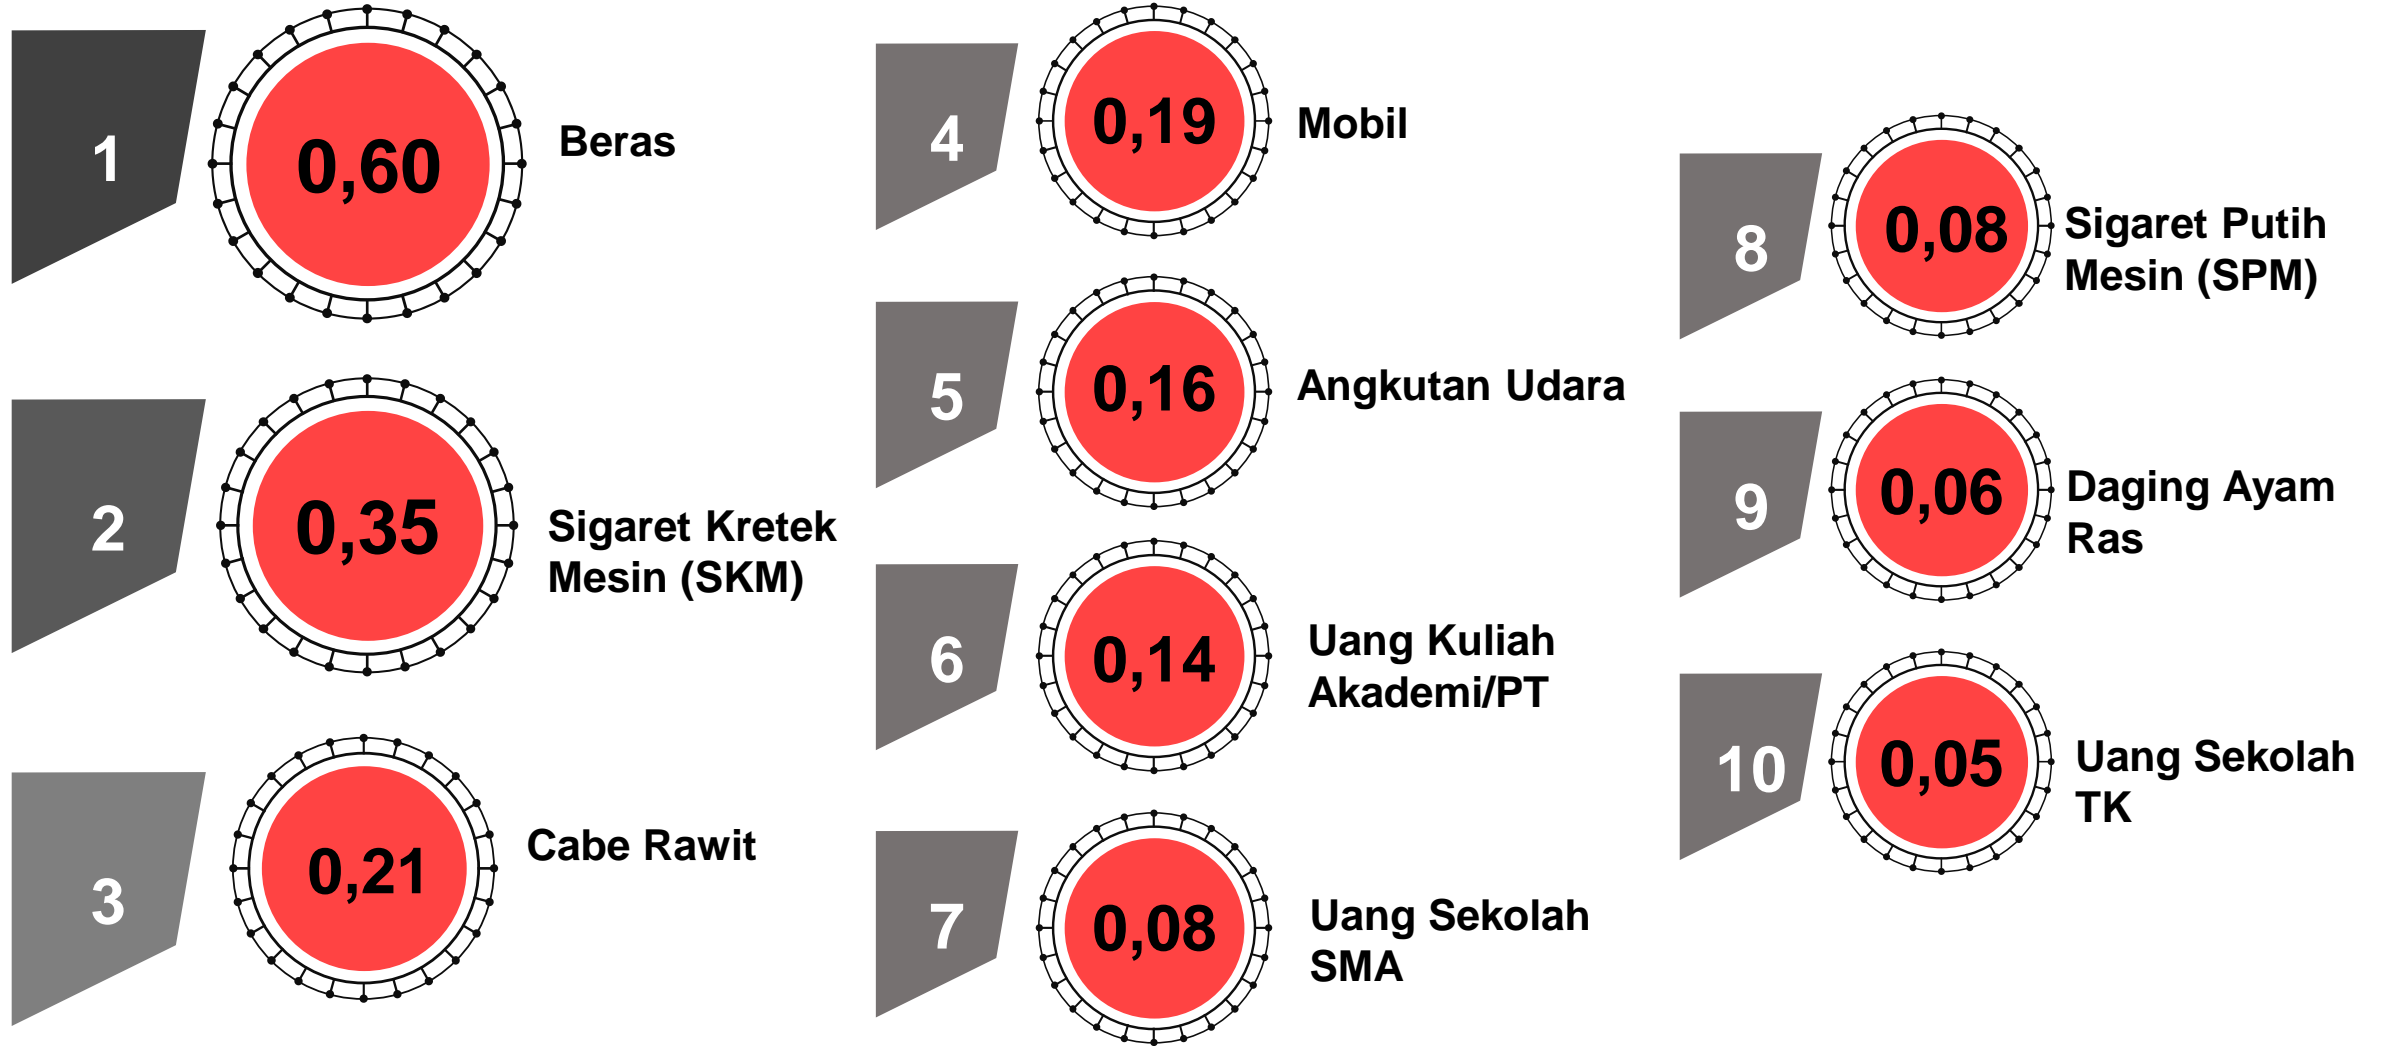 1
0,60
Beras
2
0,35
Sigaret Kretek
Mesin (SKM)
3
0,21
Cabe Rawit
4
0,19
Mobil
5
0,16
Angkutan Udara
6
0,14
Uang Kuliah
Akademi/PT
7
0,08
Uang Sekolah
SMA
8
0,08
Sigaret Putih
Mesin (SPM)
9
0,06
Daging Ayam
Ras
10
0,05
Uang Sekolah
TK